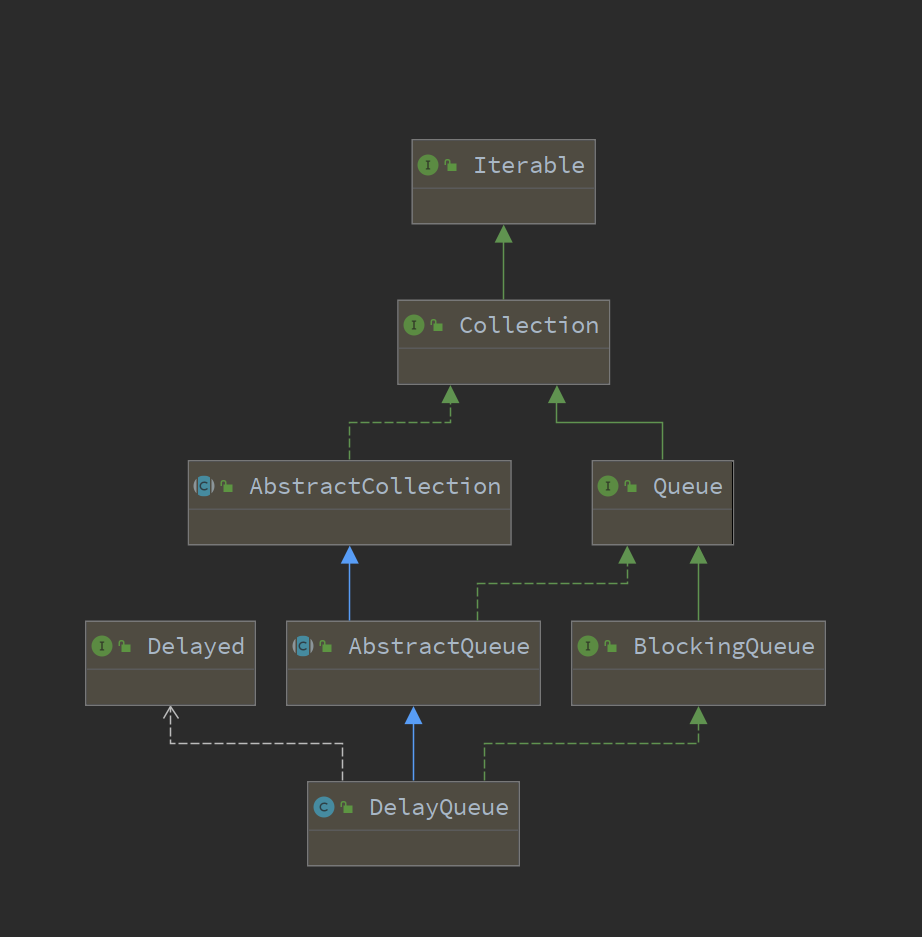 I Iterable
I Collection
C AbstractCollection
I Queue
I Delayed
C AbstractQueue
I BlockingQueue
C DelayQueue